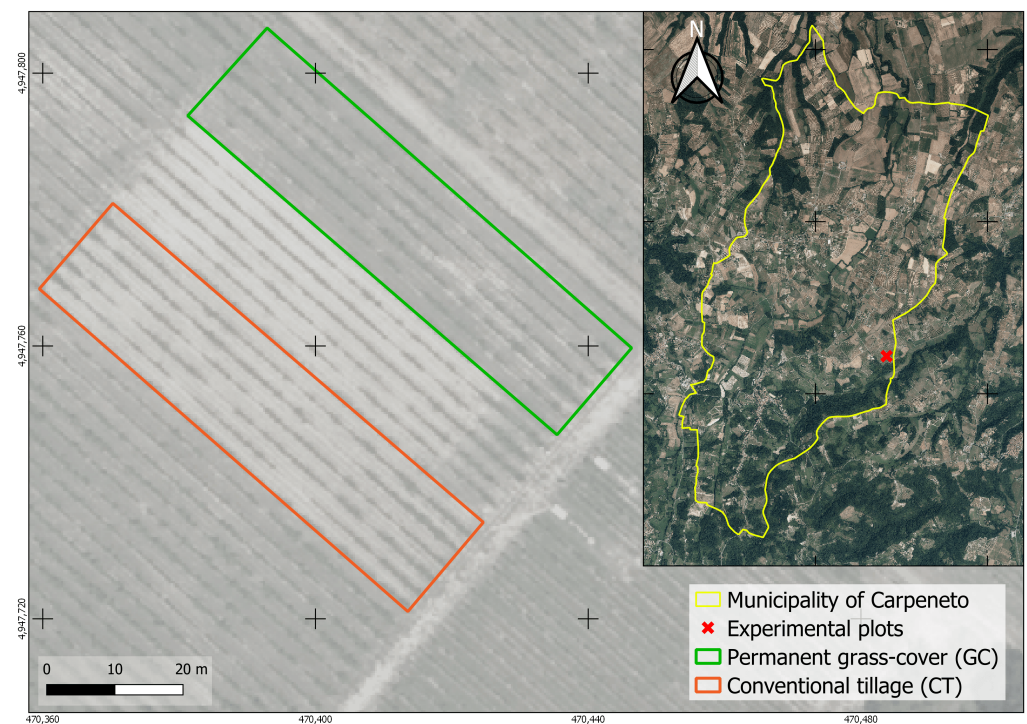 N
4,947,800
4,947,760
4,947,720
Municipality of Carpeneto
Experimental plots
Permanent grass-cover (GC)
Conventional tillage (CT)
0 10 20 m
470,360 470,400 470,440 470,480